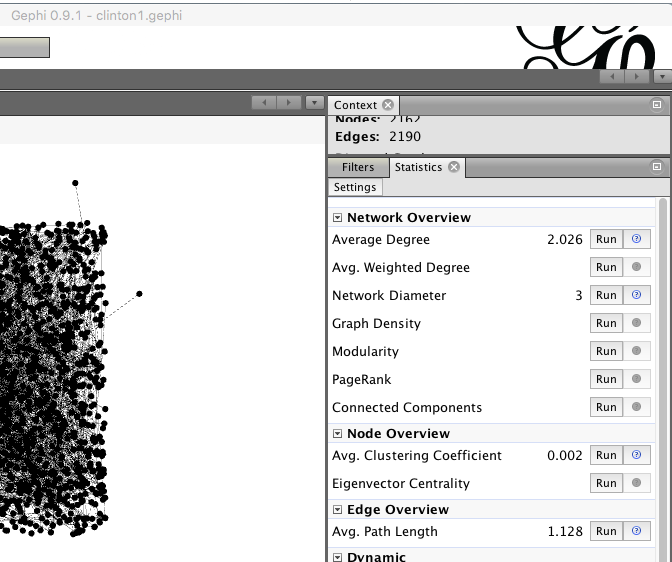 Gephi 0.9.1 - clinton1.gephi
Context
Nodes: 2162
Edges: 2190
Filters Statistics
Settings
Network Overview
Average Degree 2.026 Run
Avg. Weighted Degree Run
Network Diameter 3 Run
Graph Density Run
Modularity Run
PageRank Run
Connected Components Run
Node Overview
Avg. Clustering Coefficient 0.002 Run
Eigenvector Centrality Run
Edge Overview
Avg. Path Length 1.128 Run
Dynamic